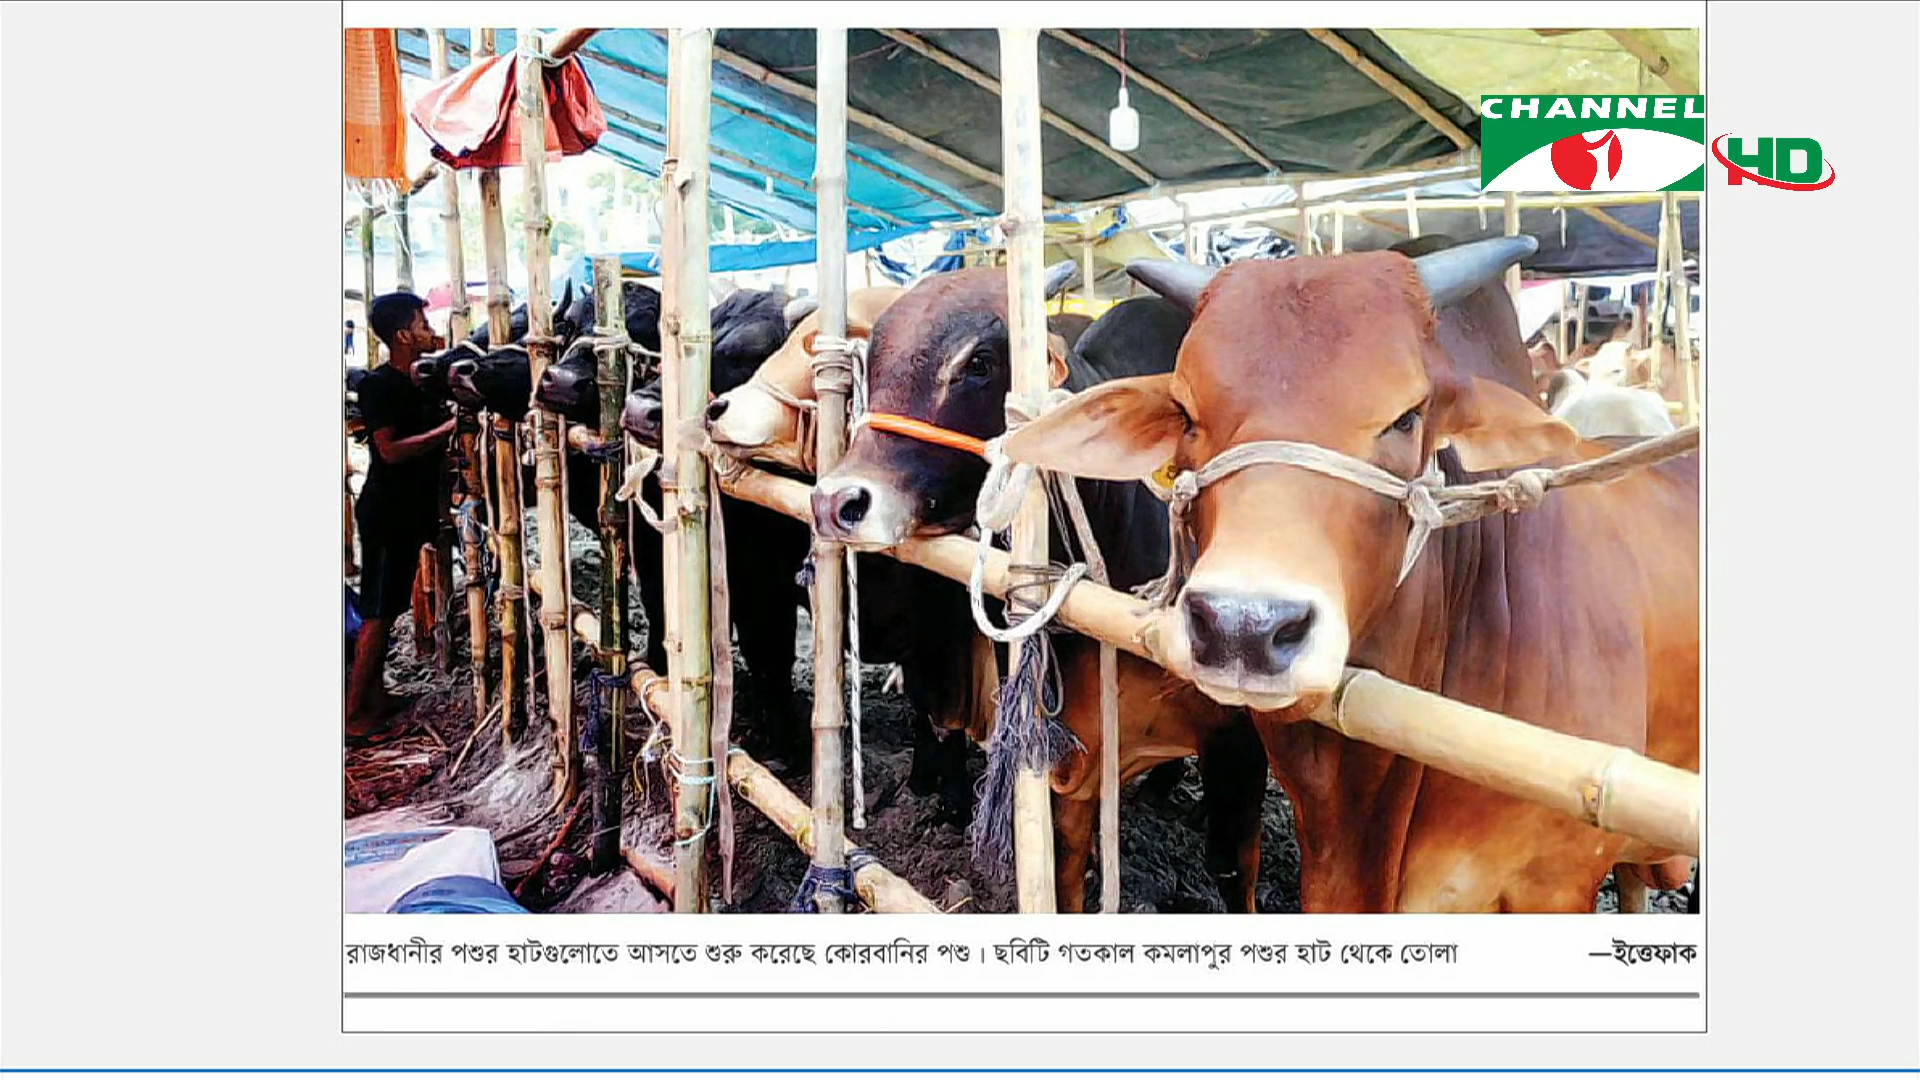 CHANNEL
HD
রাজধানীর পশুর হাটগুলোতে আসতে শুরু করেছে কোরবানির পশু। ছবিটি গতকাল কমলাপুর পশুর হাট থেকে তোলা —ইত্তেফাক